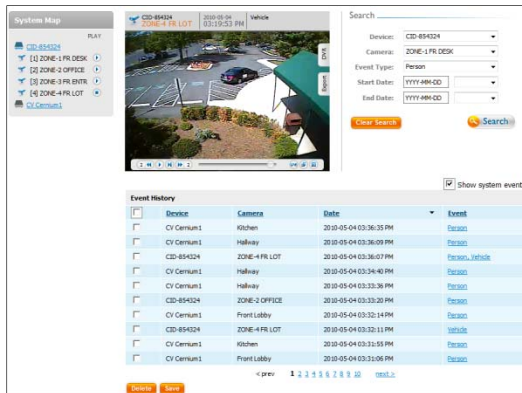 System Map
PLAY
CID-854324
[1] ZONE-1 FR DESK
[2] ZONE-2 OFFICE
[3] ZONE-3 FR ENTR
[4] ZONE-4 FR LOT
CV Cernium1
CID-854324
ZONE-4 FR LOT
2010-05-04
03:19:53 PM
Vehicle
DVR
Export
Search
Device: CID-854324
Camera: ZONE-1 FR DESK
Event Type: Person
Start Date: YYYY-MM-DD
End Date: YYYY-MM-DD
Clear Search Search
Show system event
Event History
Device Camera Date Event
CV Cernium1 Kitchen 2010-05-04 03:36:35 PM Person
CV Cernium1 Hallway 2010-05-04 03:36:09 PM Person
CID-854324 ZONE-4 FR LOT 2010-05-04 03:36:07 PM Person, Vehicle
CV Cernium1 Hallway 2010-05-04 03:34:40 PM Person
CV Cernium1 Hallway 2010-05-04 03:33:36 PM Person
CID-854324 ZONE-2 OFFICE 2010-05-04 03:33:20 PM Person
CV Cernium1 Front Lobby 2010-05-04 03:32:14 PM Person
CID-854324 ZONE-4 FR LOT 2010-05-04 03:32:11 PM Vehicle
CV Cernium1 Kitchen 2010-05-04 03:31:55 PM Person
CV Cernium1 Front Lobby 2010-05-04 03:31:06 PM Person
< prev 1 2 3 4 5 6 7 8 9 10 next >
Delete Save